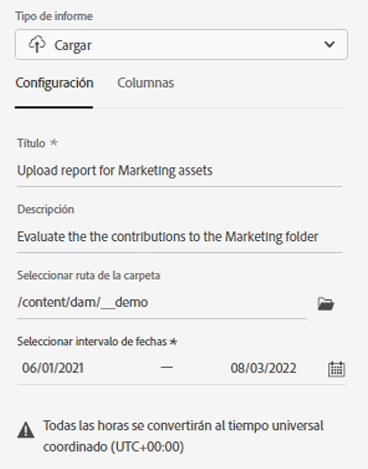 Tipo de informe
Cargar
Configuración Columnas
Título *
Upload report for Marketing assets
Descripción
Evaluate the the contributions to the Marketing folder
Seleccionar ruta de la carpeta
/content/dam/__demo
Seleccionar intervalo de fechas *
06/01/2021 — 08/03/2022
Todas las horas se convertirán al tiempo universal
coordinado (UTC+00:00)